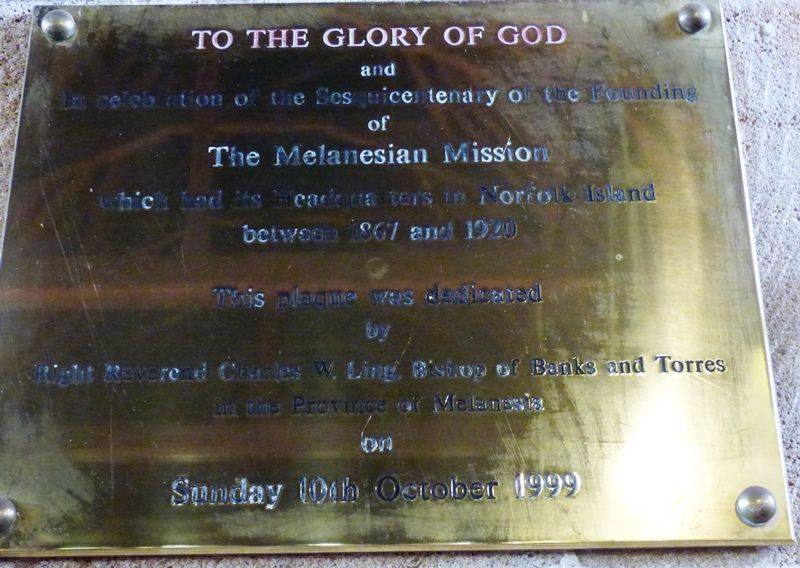 TO THE GLORY OF GOD
and
In celebration of the Sesquicentenary of the Founding
of
The Melanesian Mission
which had its Headquarters in Norfolk Island
between 1867 and 1920
This plaque was dedicated
by
Right Reverend Charles W. Ling, Bishop of Banks and Torres
in the Province of Melanesia
on
Sunday 10th October 1999